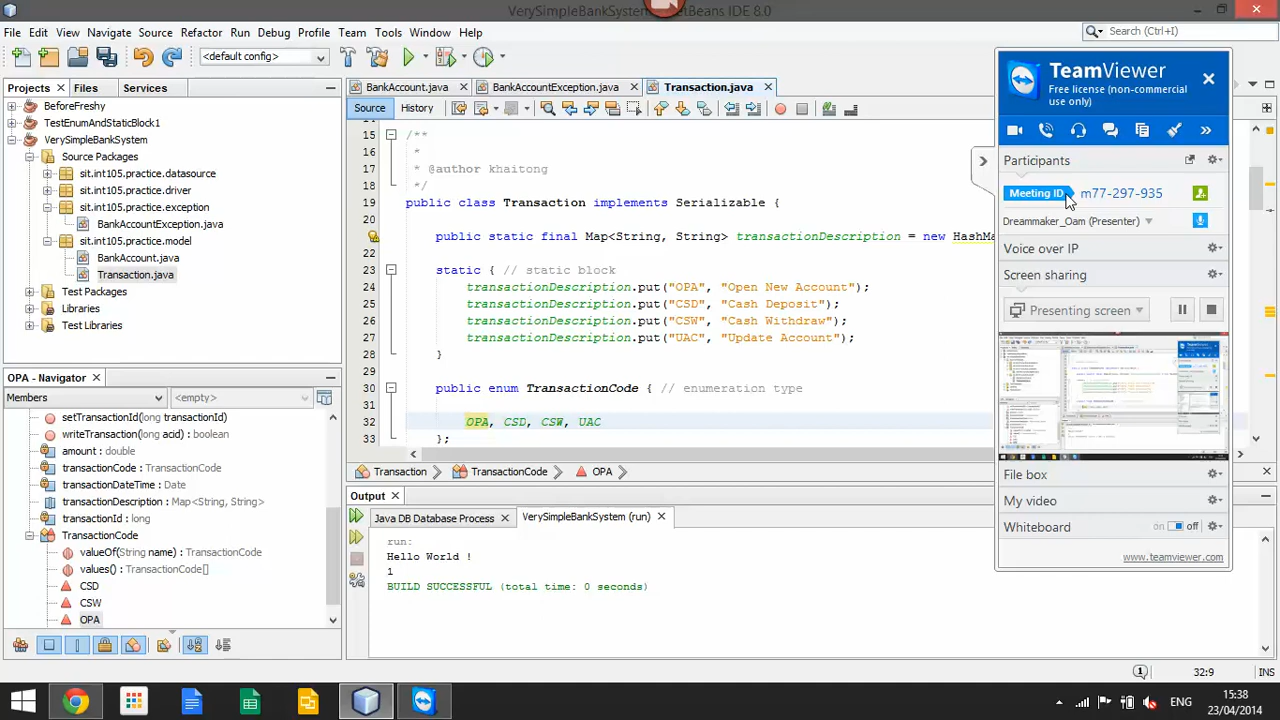 VerySimpleBankSystem
etBeans IDE 8.0
File Edit View Navigate Source Refactor Run Debug Profile Team Tools Window Help
Search (Ctrl+I)
<default config>
Projects Files Services
BeforeFreshy
TestEnumAndStaticBlock1
VerySimpleBankSystem
Source Packages
sit.int105.practice.datasource
sit.int105.practice.driver
sit.int105.practice.exception
BankAccountException.java
sit.int105.practice.model
BankAccount.java
Transaction.java
Test Packages
Libraries
Test Libraries
OPA - Navigator
Members <empty>
setTransactionId(long transactionId)
writeTransaction(long acid) : boolean
amount : double
transactionCode : TransactionCode
transactionDateTime : Date
transactionDescription : Map<String, String>
transactionId : long
TransactionCode
valueOf(String name) : TransactionCode
values() : TransactionCode[]
CSD
CSW
OPA
BankAccount.java BankAccountException.java Transaction.java
Source History
15 /**
16 *
17 * @author khaitong
18 */
19 public class Transaction implements Serializable {
20
21 public static final Map<String, String> transactionDescription = new HashMa
22
23 static { // static block
24 transactionDescription.put("OPA", "Open New Account");
25 transactionDescription.put("CSD", "Cash Deposit");
26 transactionDescription.put("CSW", "Cash Withdraw");
27 transactionDescription.put("UAC", "Update Account");
28 }
29
30 public enum TransactionCode { // enumeration type
31
32 OPA, CSD, CSW, UAC
33 };
Transaction TransactionCode OPA
Output
Java DB Database Process VerySimpleBankSystem (run)
run:
Hello World !
1
BUILD SUCCESSFUL (total time: 0 seconds)
TeamViewer
Free license (non-commercial
use only)
Participants
Meeting ID m77-297-935
Dreammaker_Oam (Presenter)
Voice over IP
Screen sharing
Presenting screen
File box
My video
Whiteboard on off
www.teamviewer.com
1
32:9 INS
ENG
15:38
23/04/2014